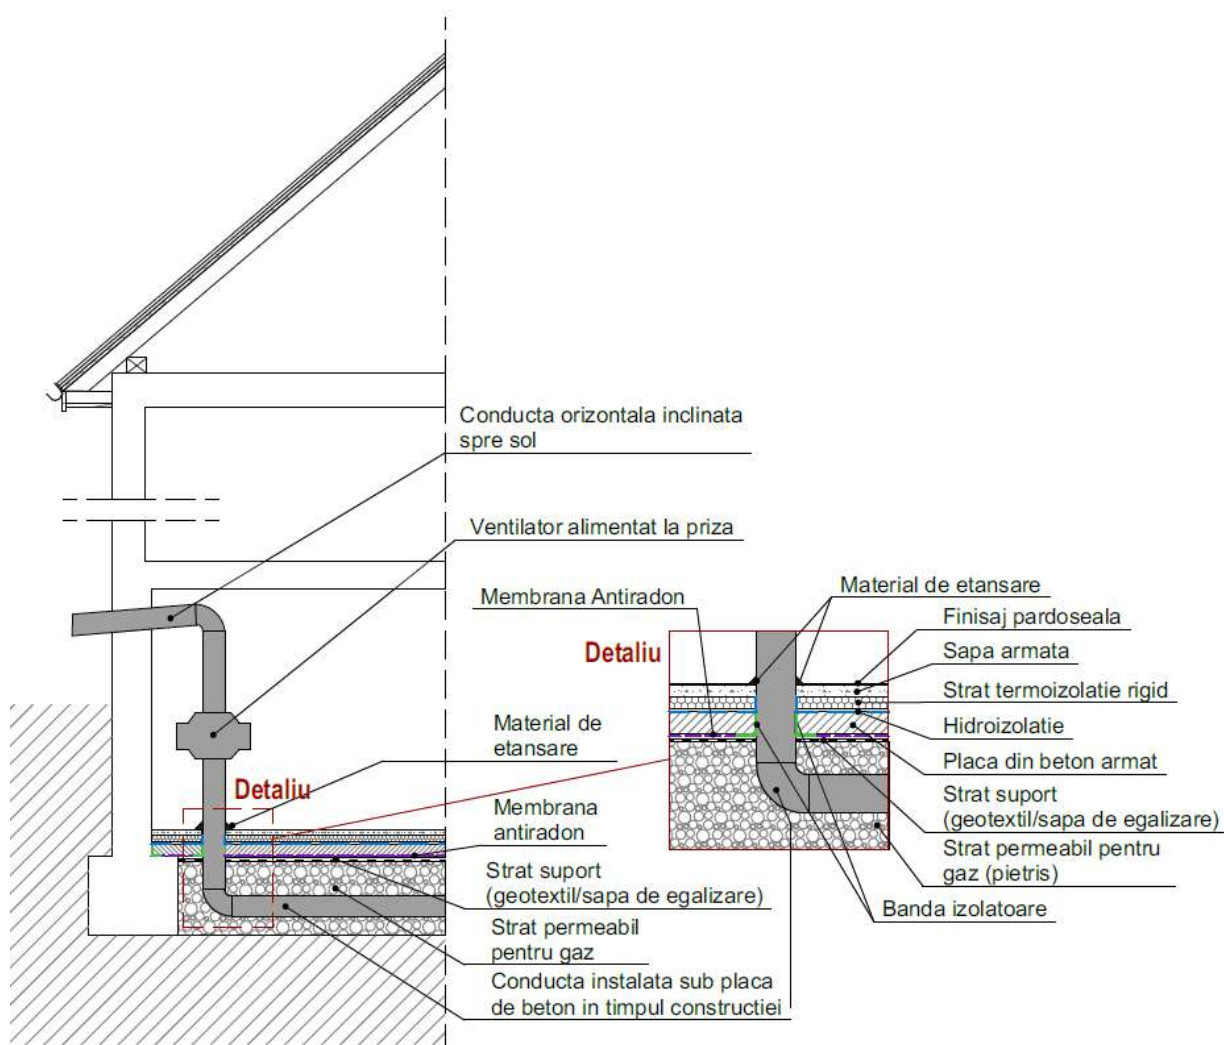 Conducta orizontala inclinata
spre sol
Ventilator alimentat la priza
Membrana Antiradon
Material de etansare
Finisaj pardoseala
Detaliu
Sapa armata
Strat termoizolatie rigid
Hidroizolatie
Placa din beton armat
Strat suport
(geotextil/sapa de egalizare)
Strat permeabil pentru
gaz (pietris)
Banda izolatoare
Material de
etansare
Detaliu
Membrana
antiradon
Strat suport
(geotextil/sapa de egalizare)
Strat permeabil
pentru gaz
Conducta instalata sub placa
de beton in timpul constructiei